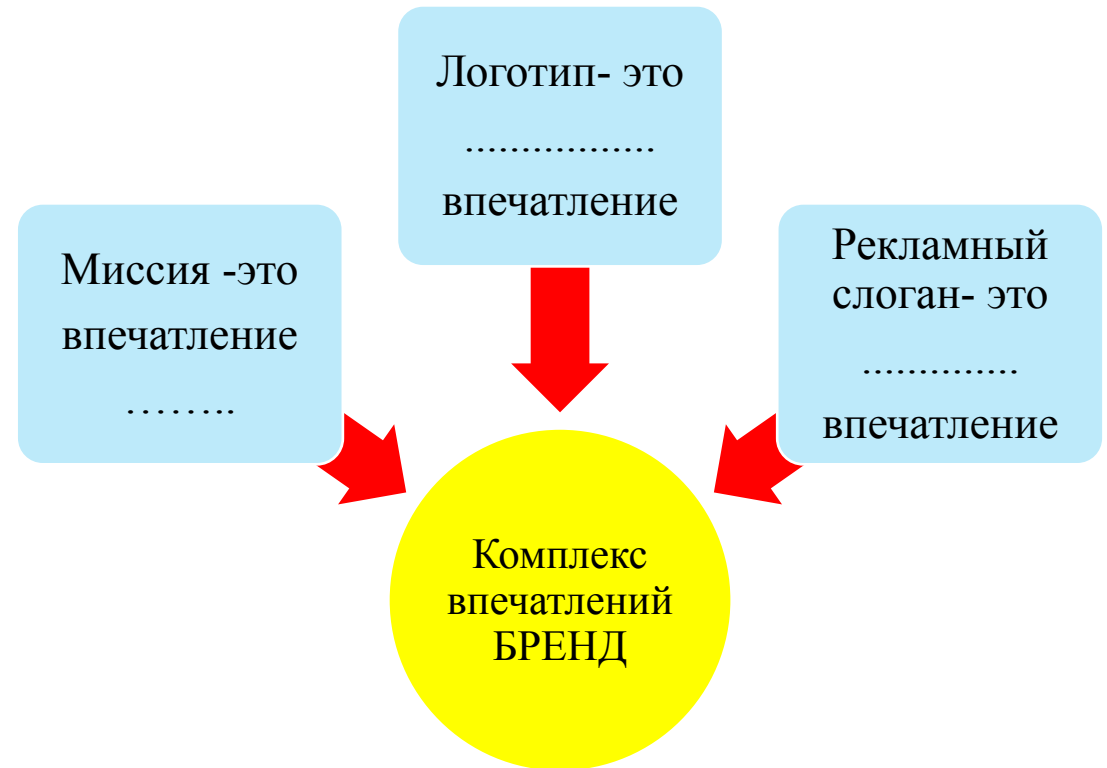 Логотип- это
.................
впечатление
Миссия -это
впечатление
……..
Рекламный
слоган- это
..............
впечатление
Комплекс
впечатлений
БРЕНД